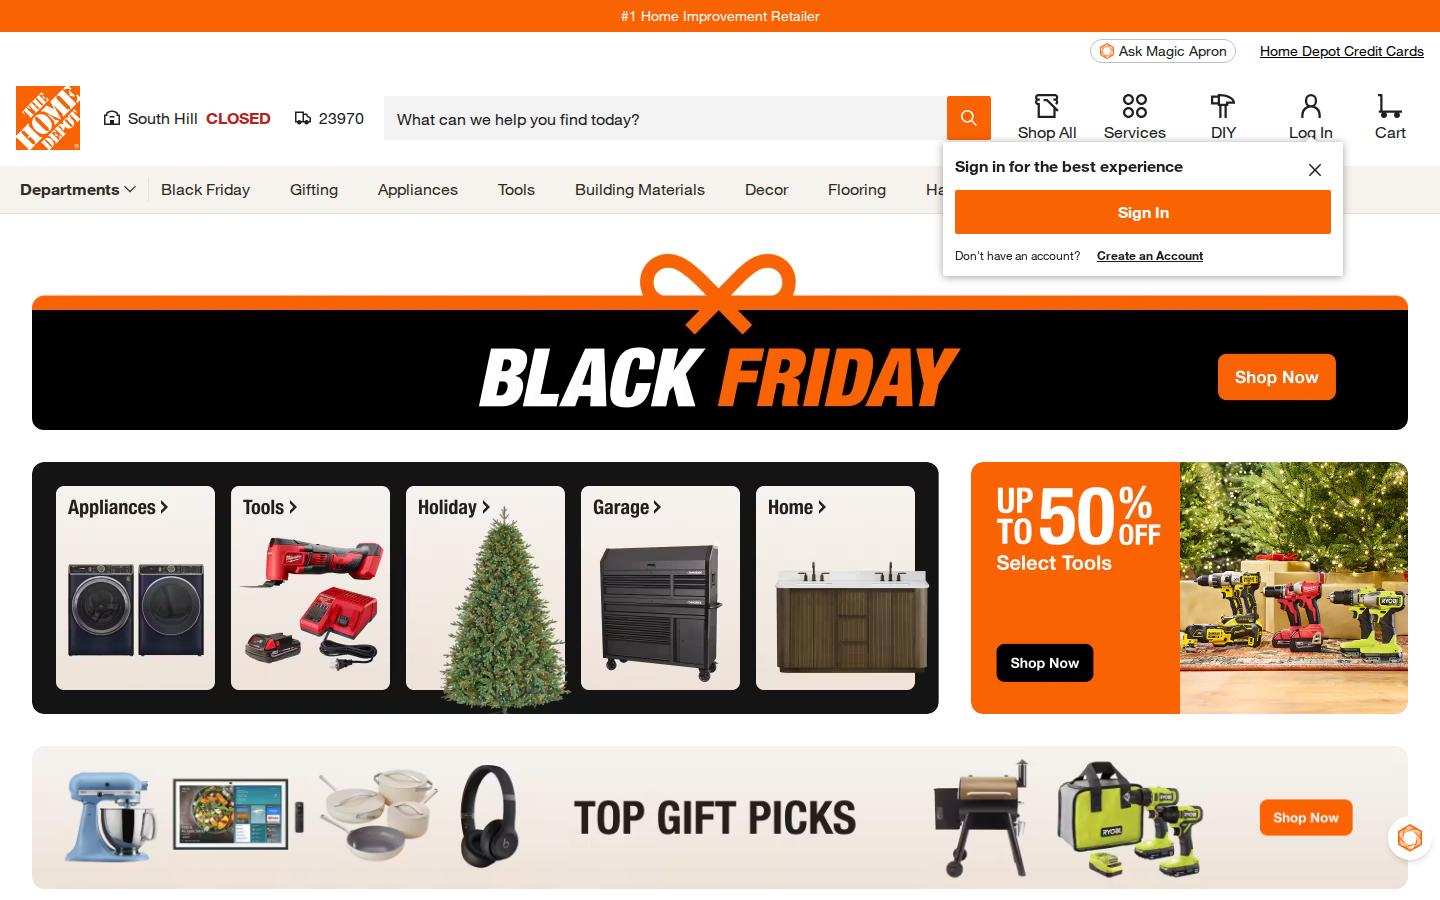 #1 Home Improvement Retailer
Ask Magic Apron
Home Depot Credit Cards
THE HOME DEPOT
South Hill CLOSED
23970
What can we help you find today?
Shop All
Services
DIY
Log In
Cart
Sign in for the best experience
Sign In
Don't have an account? Create an Account
Departments
Black Friday
Gifting
Appliances
Tools
Building Materials
Decor
Flooring
BLACK FRIDAY
Shop Now
Appliances
Tools
Holiday
Garage
Home
UP TO 50% OFF
Select Tools
Shop Now
TOP GIFT PICKS
RYOBI
Shop Now